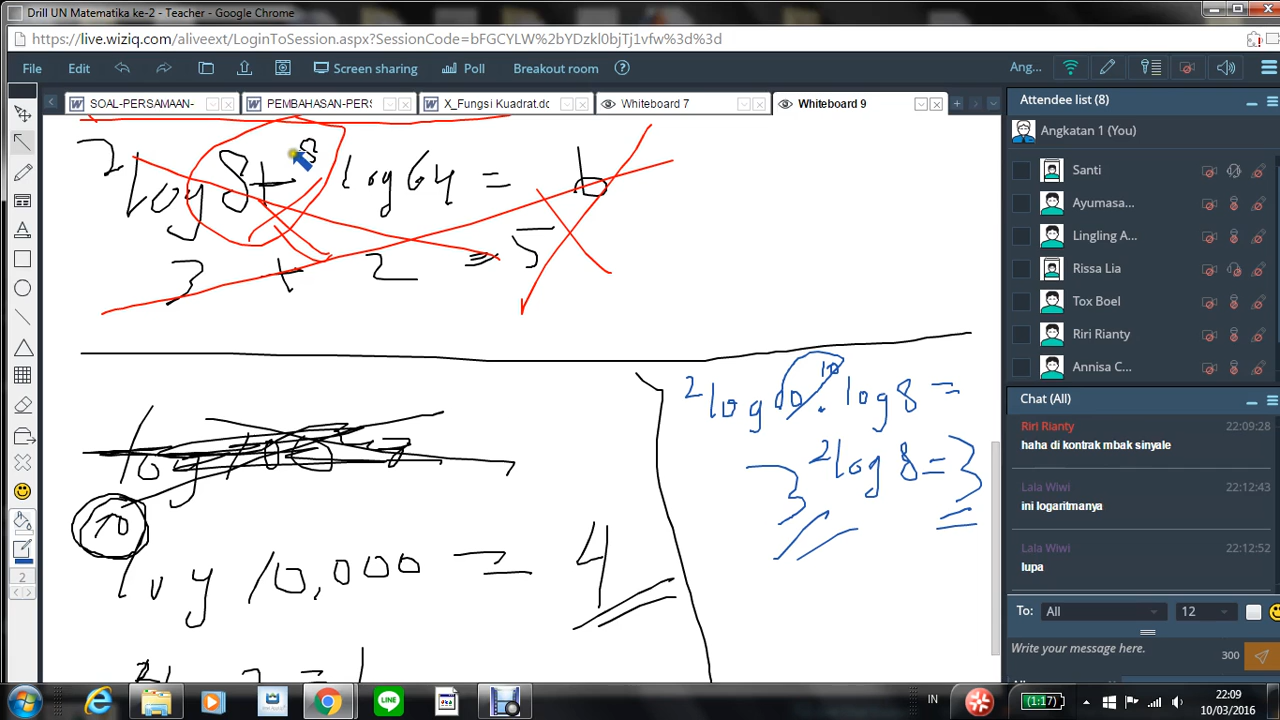 Drill UN Matematika ke-2 - Teacher - Google Chrome
https://live.wiziq.com/aliveext/LoginToSession.aspx?SessionCode=bFGCYLW%2bYDzkl0bjTj1vfw%3d%3d
File Edit Screen sharing Poll Breakout room Ang...
SOAL-PERSAMAAN- PEMBAHASAN-PERS X_Fungsi Kuadrat.dc Whiteboard 7 Whiteboard 9
²log 8 + ⁸log 64 = b
3 + 2 = 5
10
log 10,000 = 4
²log 10 . ¹⁰log 8 =
3 ²log 8 = 3
2
Attendee list (8)
Angkatan 1 (You)
Santi
Ayumasa...
Lingling A...
Rissa Lia
Tox Boel
Riri Rianty
Annisa C...
Chat (All)
Riri Rianty 22:09:28
haha di kontrak mbak sinyale
Lala Wiwi 22:12:43
ini logaritmanya
Lala Wiwi 22:12:52
lupa
To: All 12
Write your message here. 300
IN (1:17) 22:09
10/03/2016